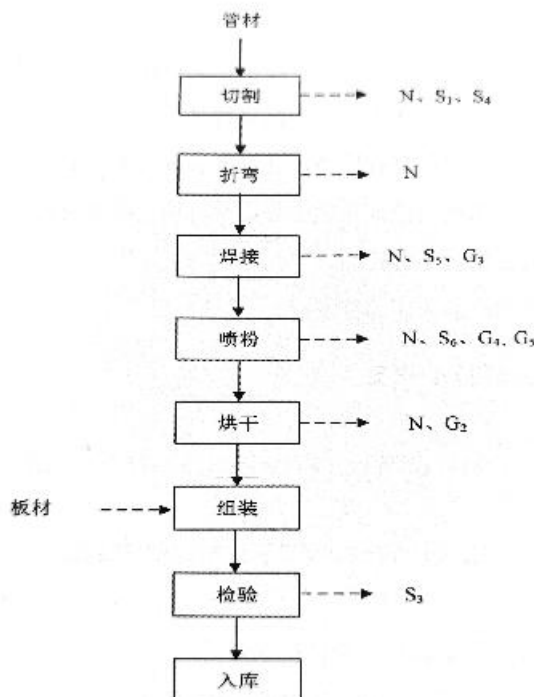 管材
切割 N、S₁、S₄
折弯 N
焊接 N、S₅、G₃
喷粉 N、S₆、G₄、G₅
烘干 N、G₂
板材 组装
检验 S₃
入库